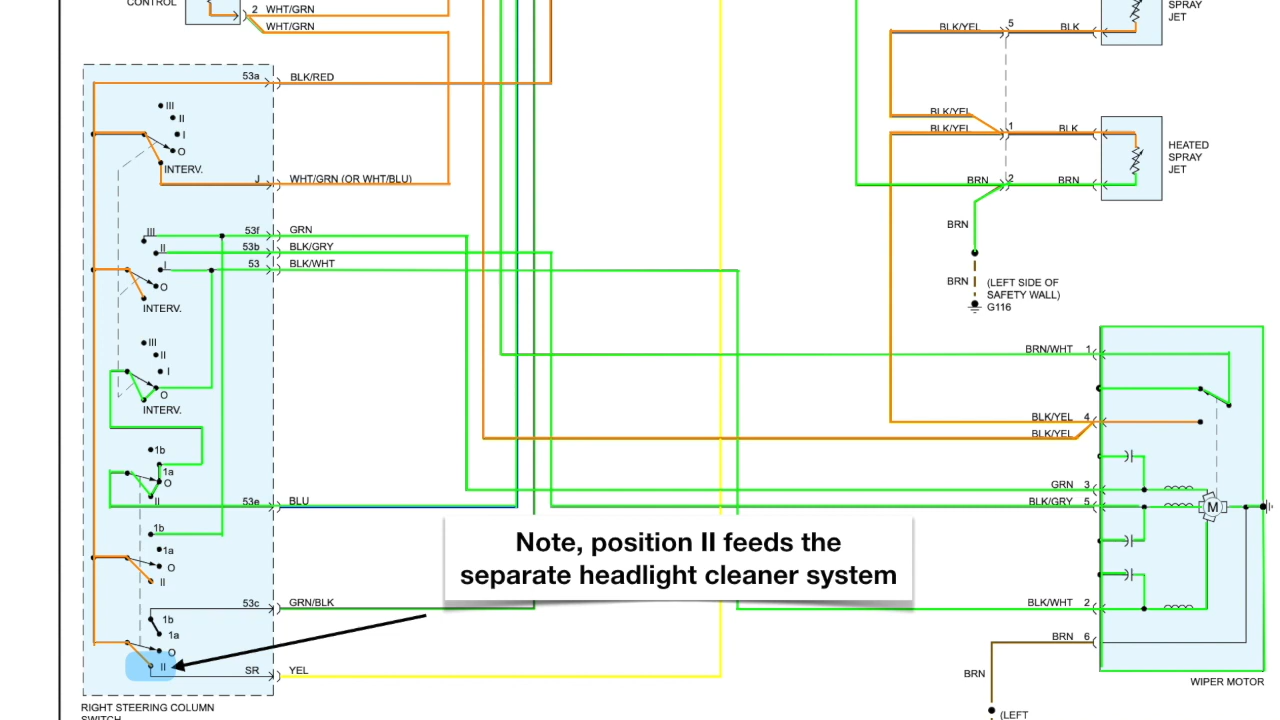 CONTROL
2 WHT/GRN
WHT/GRN
SPRAY
JET
BLK/YEL 5 BLK
53a BLK/RED
III
II
I
O
INTERV.
J WHT/GRN (OR WHT/BLU)
BLK/YEL
BLK/YEL 1 BLK
HEATED
SPRAY
JET
BRN 2 BRN
BRN
BRN
(LEFT SIDE OF
SAFETY WALL)
G116
III
II
I
O
INTERV.
53f GRN
53b BLK/GRY
53 BLK/WHT
III
II
I
O
INTERV.
1b
1a
O
II
53e BLU
1b
1a
O
II
53c GRN/BLK
1b
1a
O
II
SR YEL
RIGHT STEERING COLUMN
SWITCH
Note, position II feeds the
separate headlight cleaner system
BRN/WHT 1
BLK/YEL 4
BLK/YEL
GRN 3
BLK/GRY 5
M
BLK/WHT 2
BRN 6
BRN
WIPER MOTOR
(LEFT